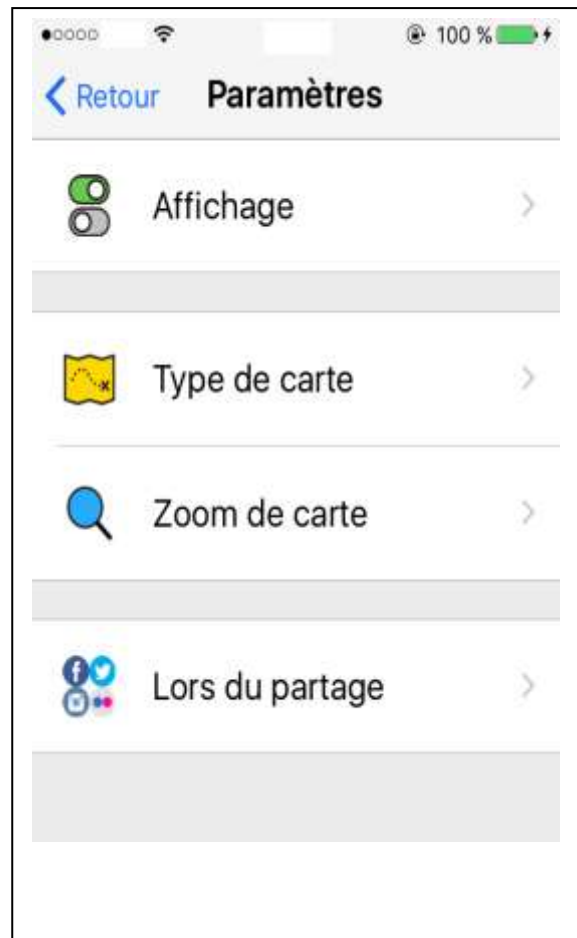 100 %
Retour Paramètres
Affichage
Type de carte
Zoom de carte
Lors du partage